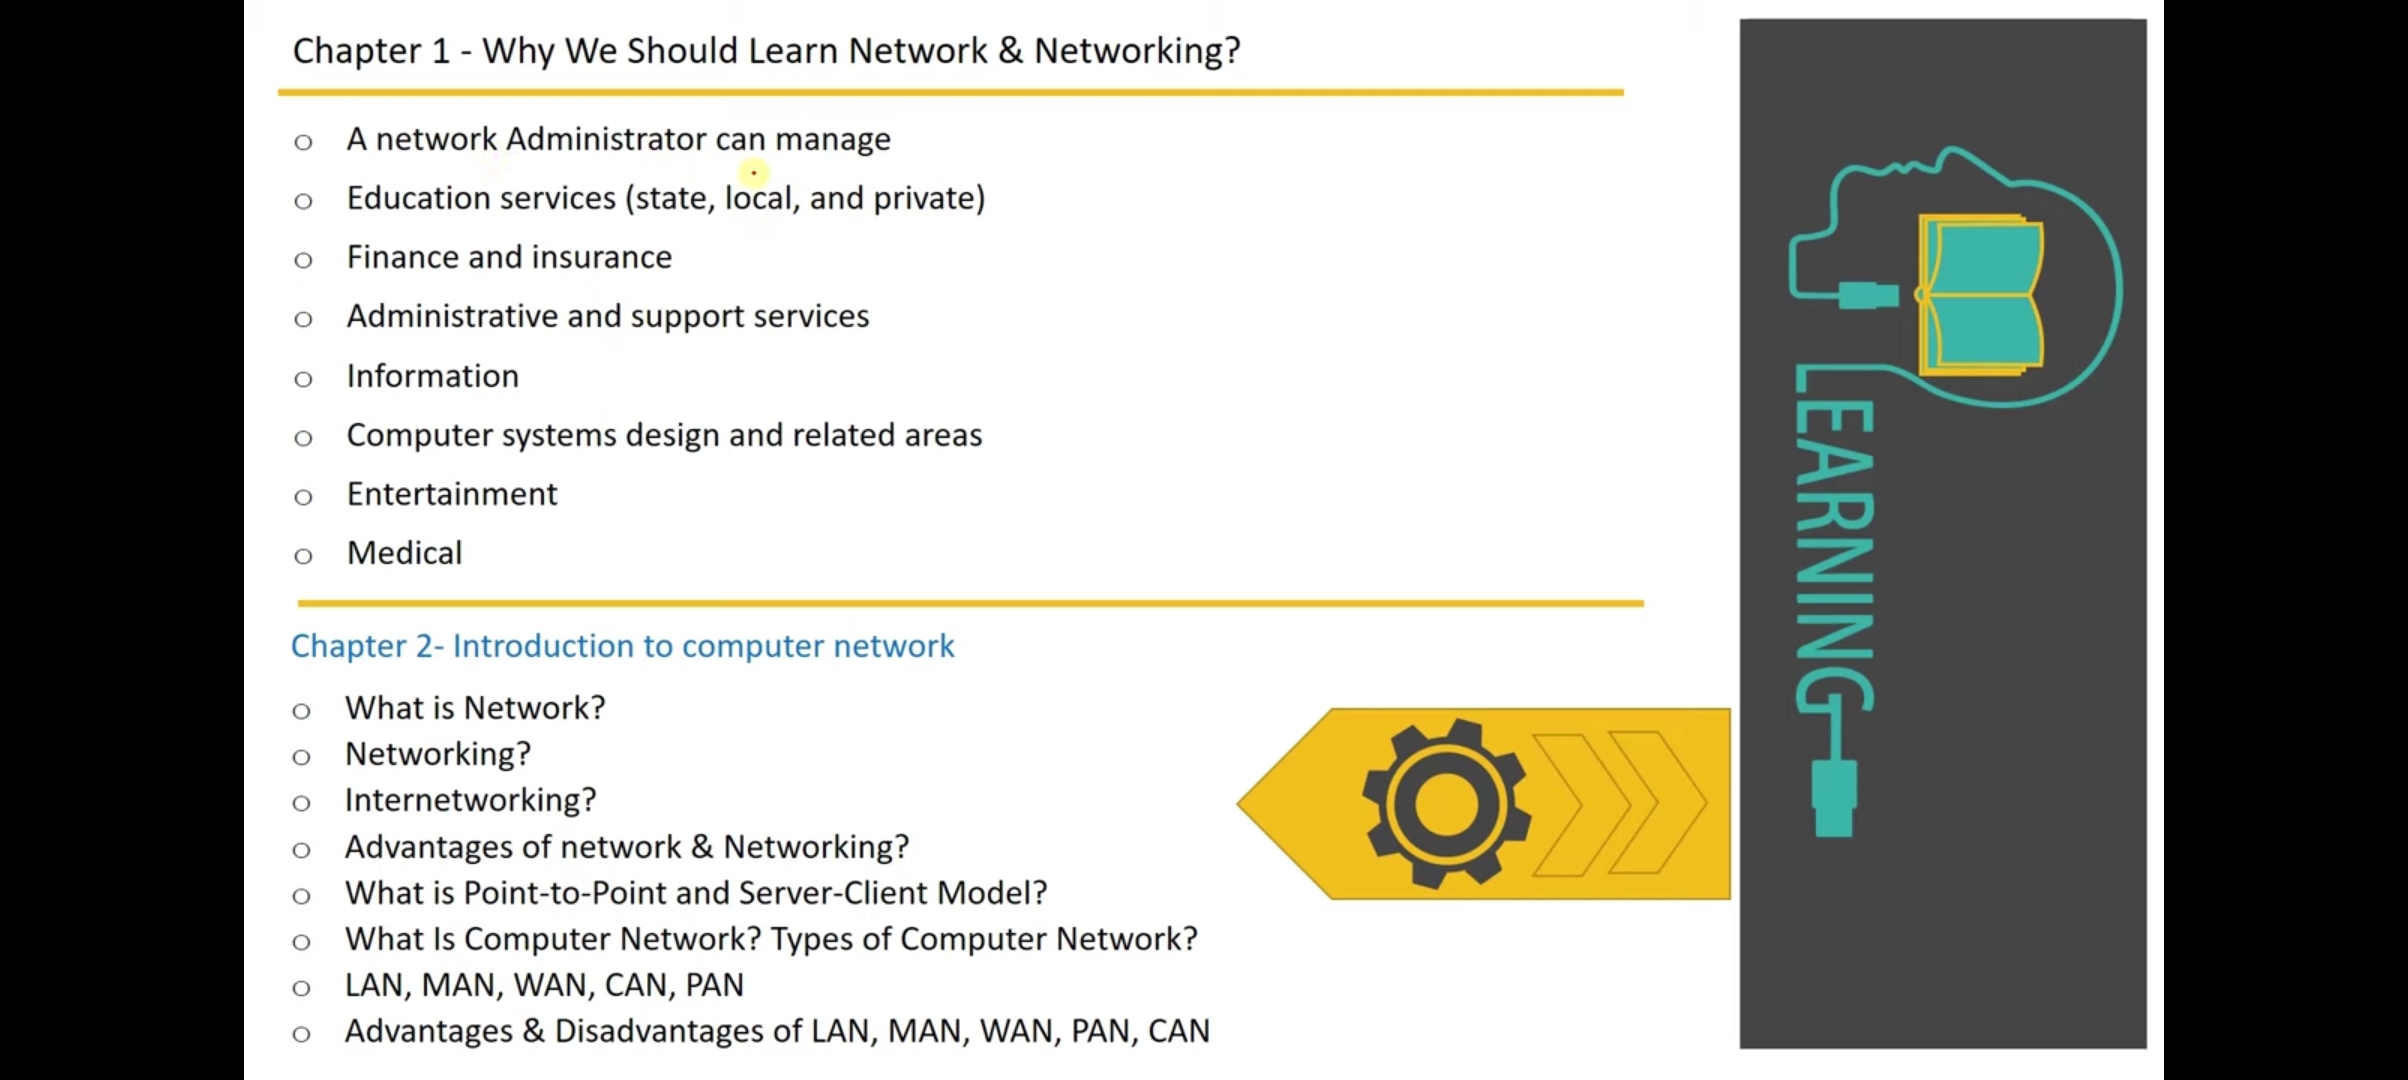 Chapter 1 - Why We Should Learn Network & Networking?
o A network Administrator can manage
o Education services (state, local, and private)
o Finance and insurance
o Administrative and support services
o Information
o Computer systems design and related areas
o Entertainment
o Medical
Chapter 2- Introduction to computer network
o What is Network?
o Networking?
o Internetworking?
o Advantages of network & Networking?
o What is Point-to-Point and Server-Client Model?
o What Is Computer Network? Types of Computer Network?
o LAN, MAN, WAN, CAN, PAN
o Advantages & Disadvantages of LAN, MAN, WAN, PAN, CAN
LEARNING